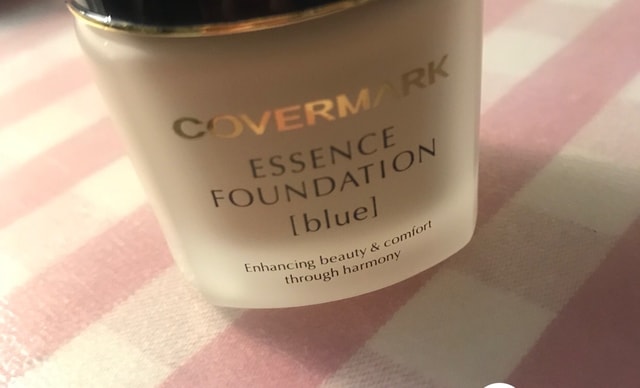 COVERMARK
ESSENCE
FOUNDATION
[blue]
Enhancing beauty & comfort
through harmony